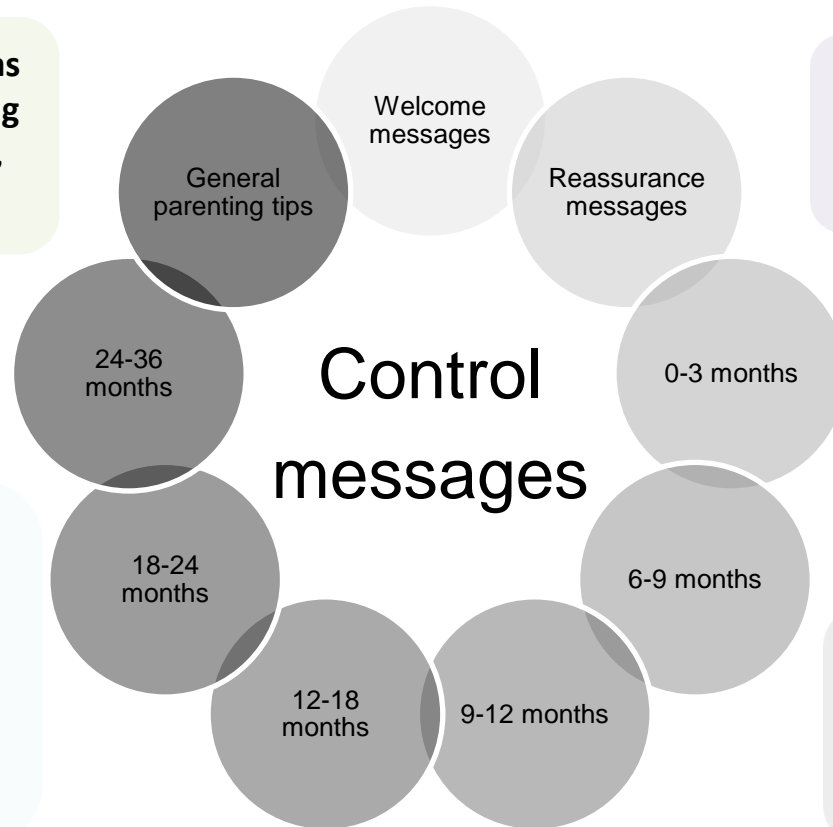 Welcome
messages
General
parenting tips
Reassurance
messages
24-36
months
Control
messages
0-3 months
18-24
months
6-9 months
12-18
months
9-12 months